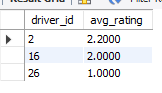 Result Grid
driver_id avg_rating
2 2.2000
16 2.0000
26 1.0000